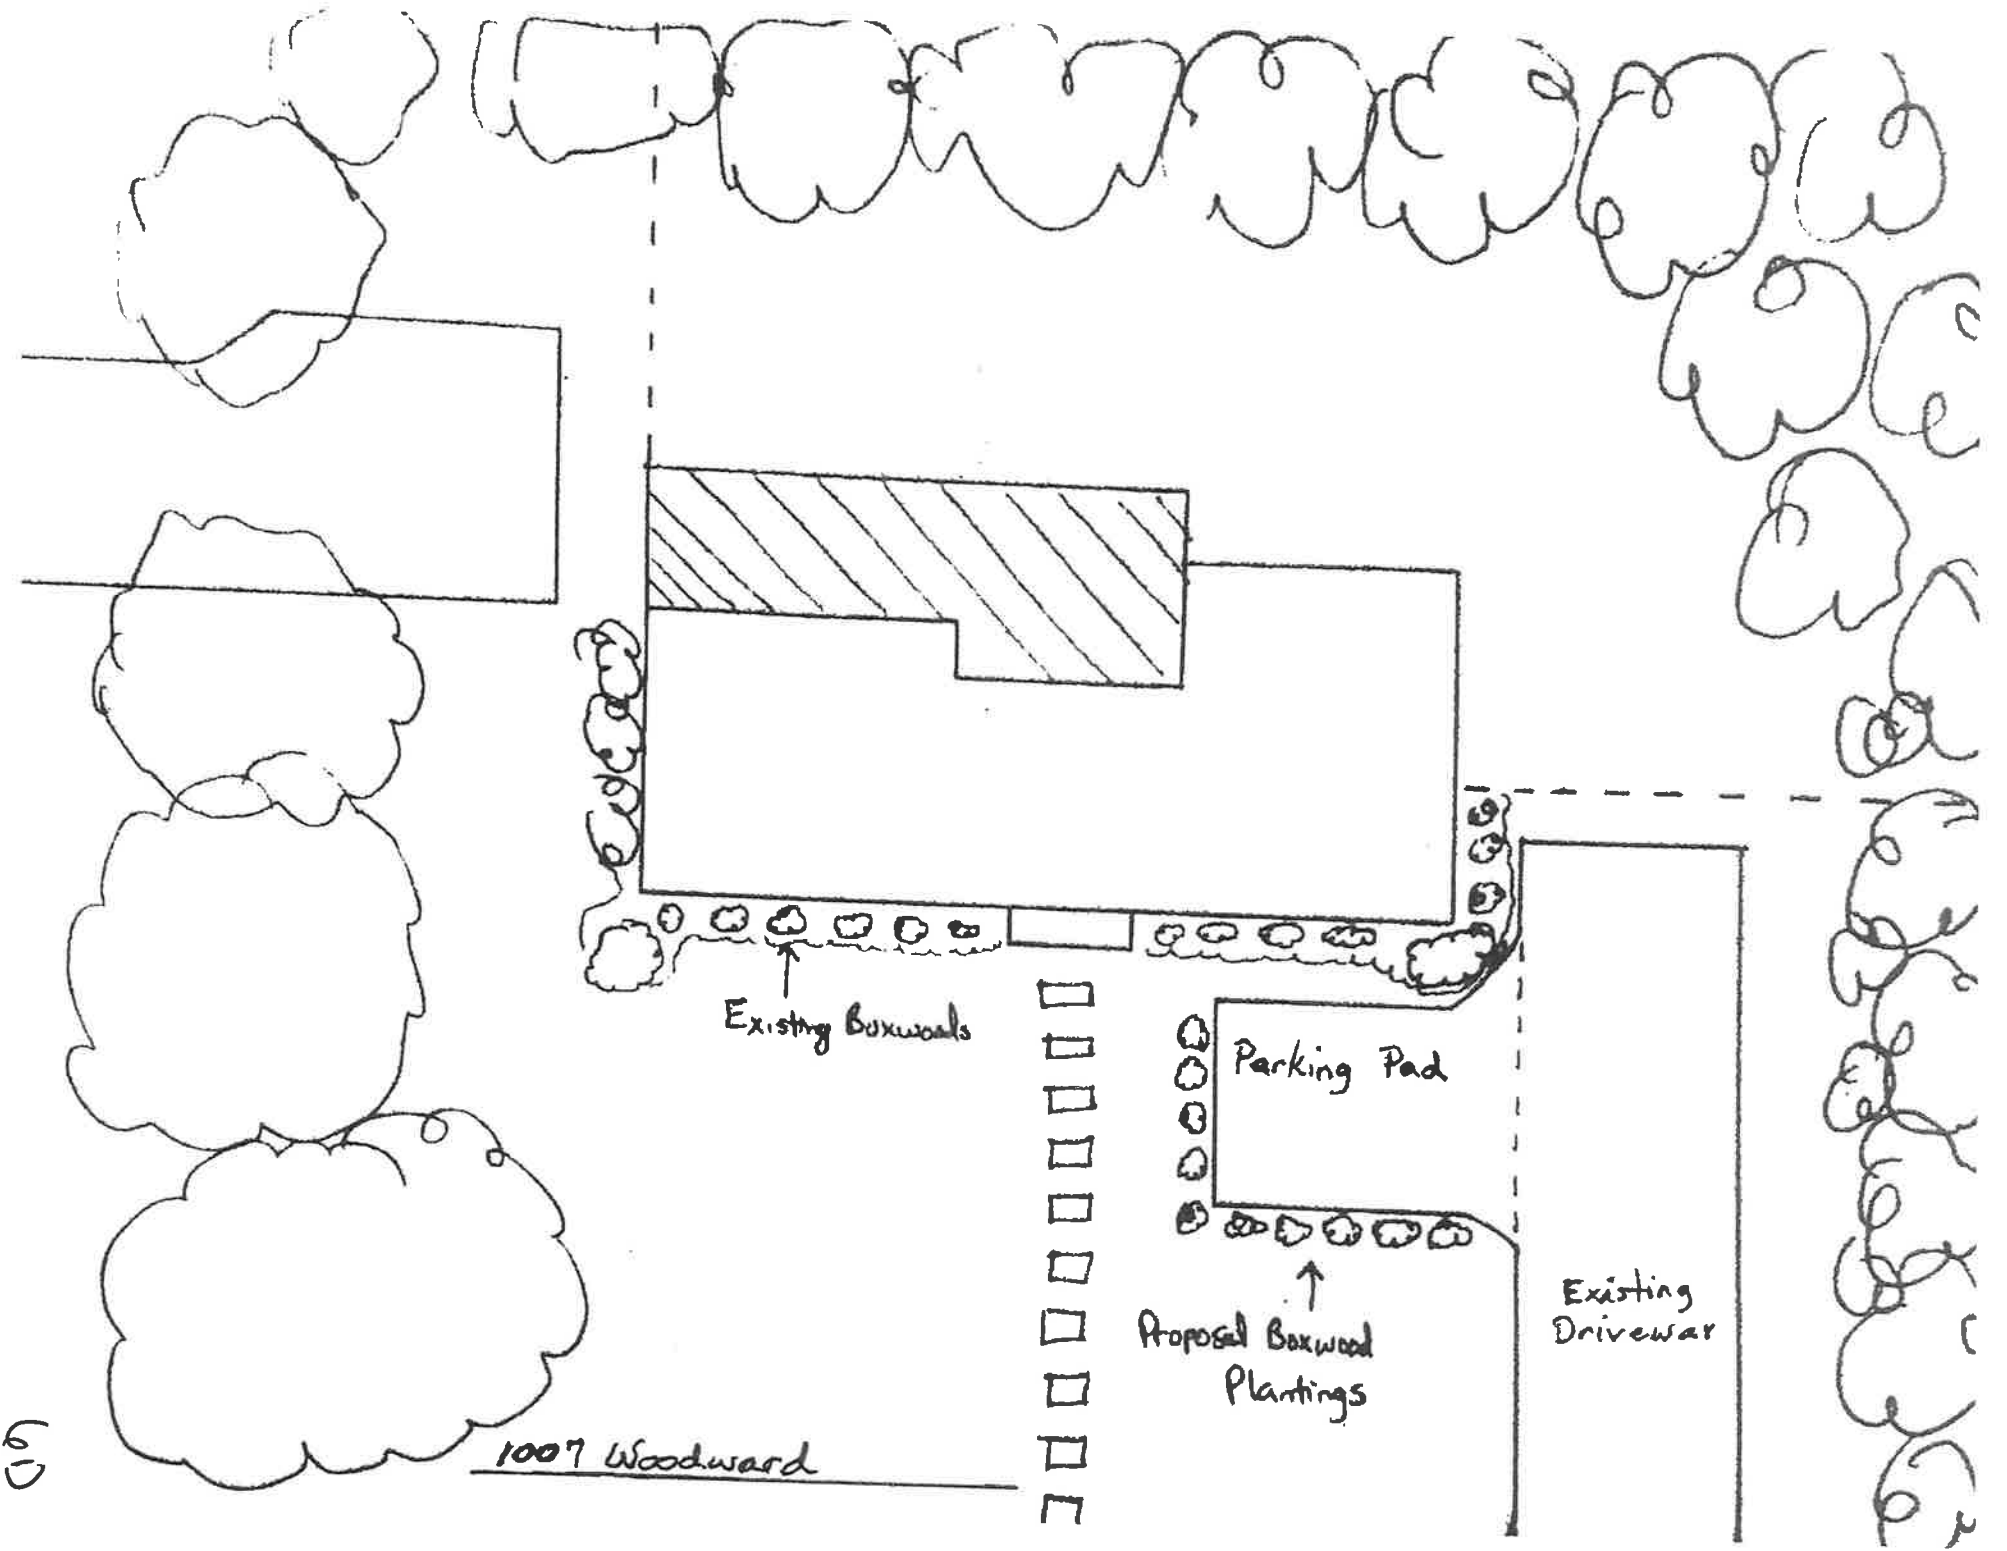 Existing Boxwoods
Parking Pad
Existing
Driveway
Proposed Boxwood
Plantings
1007 Woodward